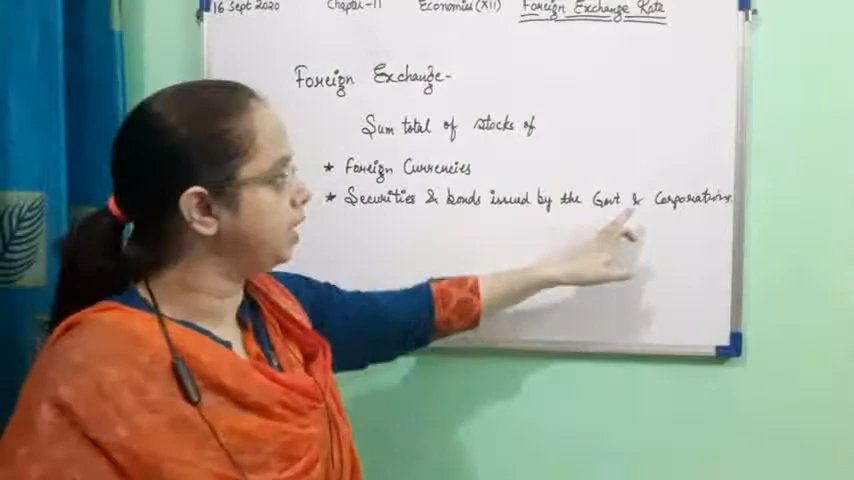 16 Sept 2020 Chapter-11 Economics (XII) Foreign Exchange Rate
Foreign Exchange-
Sum total of stocks of
* Foreign Currencies
* Securities & bonds issued by the Govt & Corporations.